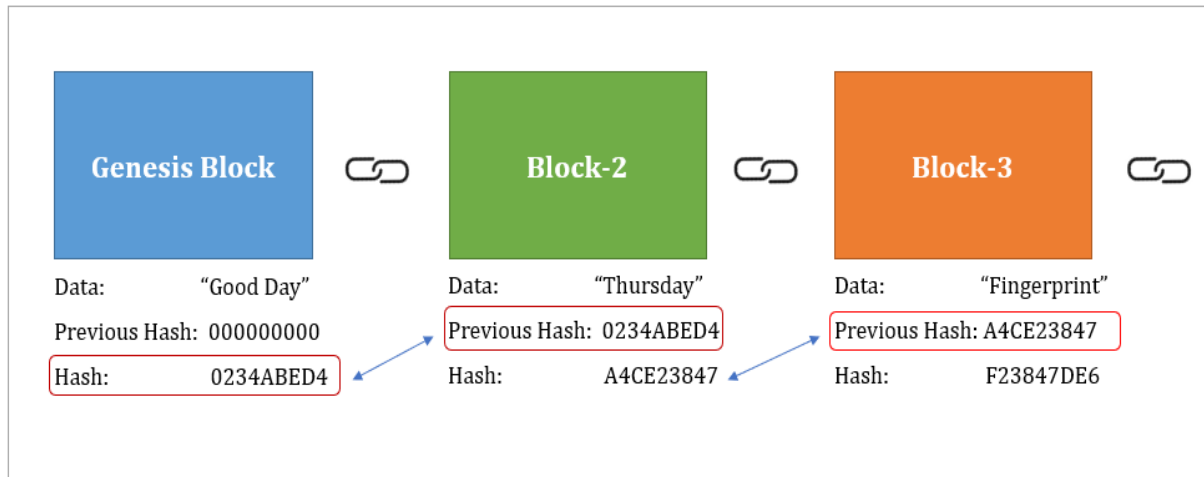 Genesis Block
Data: “Good Day”
Previous Hash: 000000000
Hash: 0234ABED4
Block-2
Data: “Thursday”
Previous Hash: 0234ABED4
Hash: A4CE23847
Block-3
Data: “Fingerprint”
Previous Hash: A4CE23847
Hash: F23847DE6